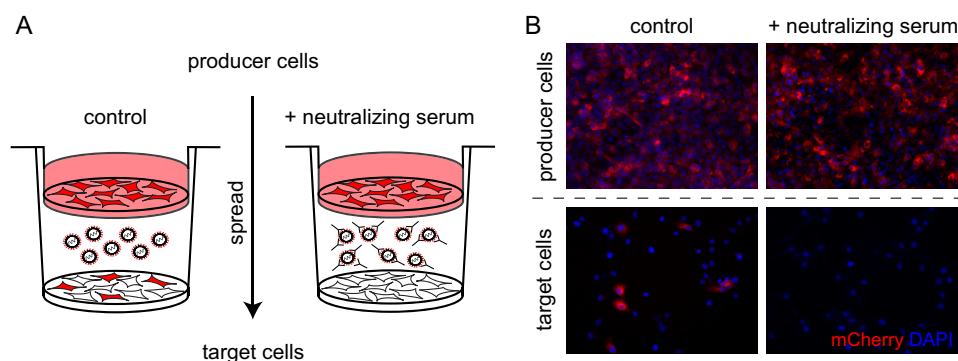 A
producer cells
control
+ neutralizing serum
spread
target cells
B
control
+ neutralizing serum
producer cells
target cells
mCherry DAPI